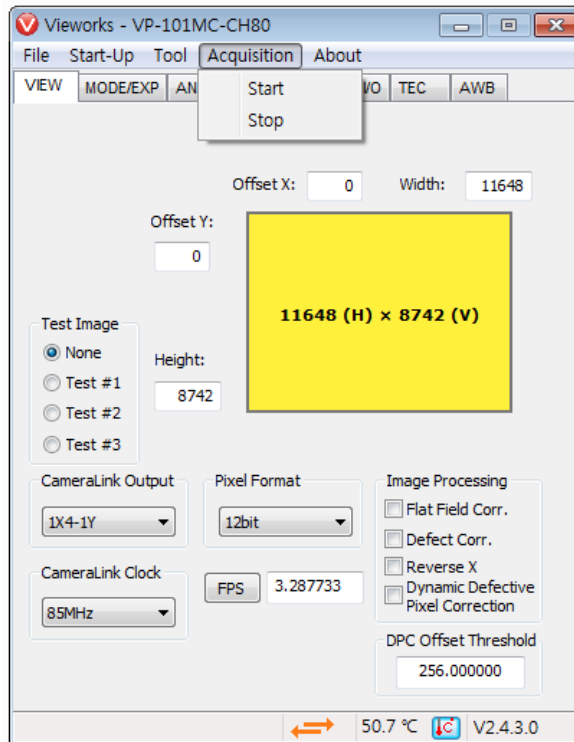 Vieworks - VP-101MC-CH80
File Start-Up Tool Acquisition About
Start
Stop
VIEW MODE/EXP AN I/O TEC AWB
Offset X: 0 Width: 11648
Offset Y:
0
11648 (H) × 8742 (V)
Test Image
None
Test #1
Test #2
Test #3
Height:
8742
CameraLink Output
1X4-1Y
Pixel Format
12bit
Image Processing
Flat Field Corr.
Defect Corr.
Reverse X
Dynamic Defective
Pixel Correction
CameraLink Clock
85MHz
FPS 3.287733
DPC Offset Threshold
256.000000
50.7 ℃ V2.4.3.0